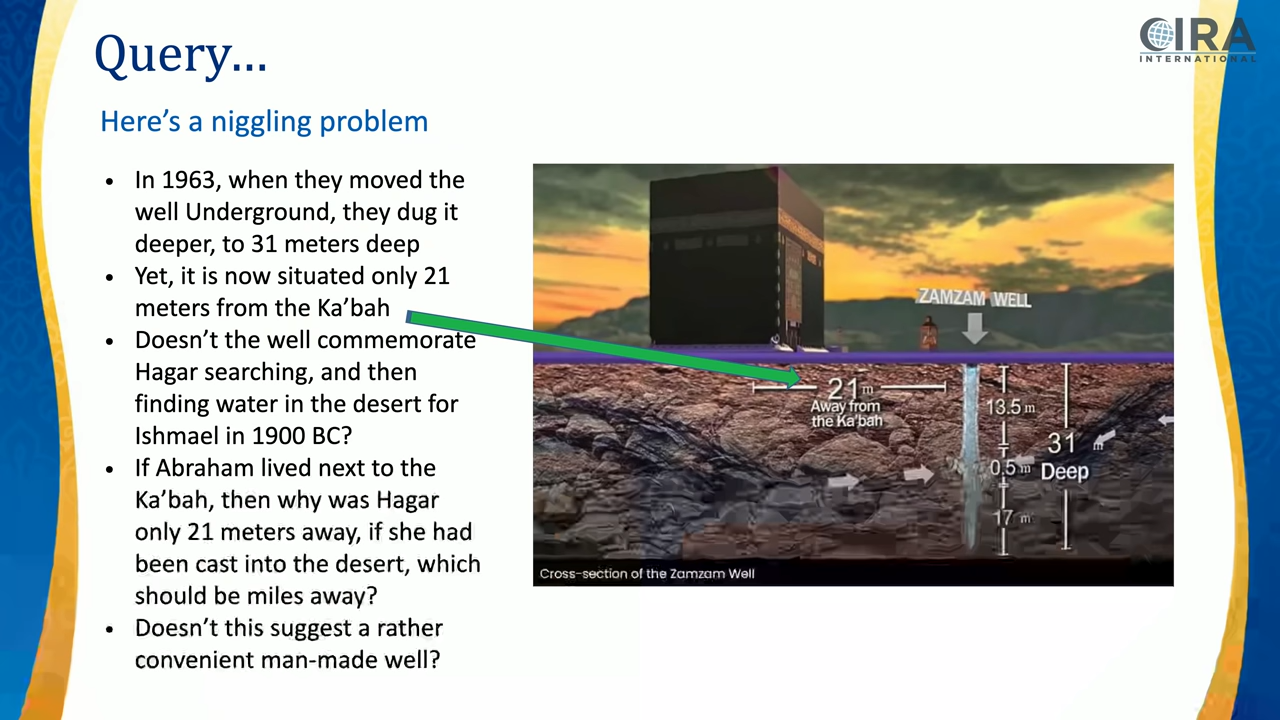 Query...
CIRA
INTERNATIONAL
Here's a niggling problem
• In 1963, when they moved the
well Underground, they dug it
deeper, to 31 meters deep
• Yet, it is now situated only 21
meters from the Ka'bah
• Doesn't the well commemorate
Hagar searching, and then
finding water in the desert for
Ishmael in 1900 BC?
• If Abraham lived next to the
Ka'bah, then why was Hagar
only 21 meters away, if she had
been cast into the desert, which
should be miles away?
• Doesn't this suggest a rather
convenient man-made well?
ZAMZAM WELL
21 m
Away from
the Ka'bah
13.5 m
31 m
Deep
0.5 m
17 m
Cross-section of the Zamzam Well